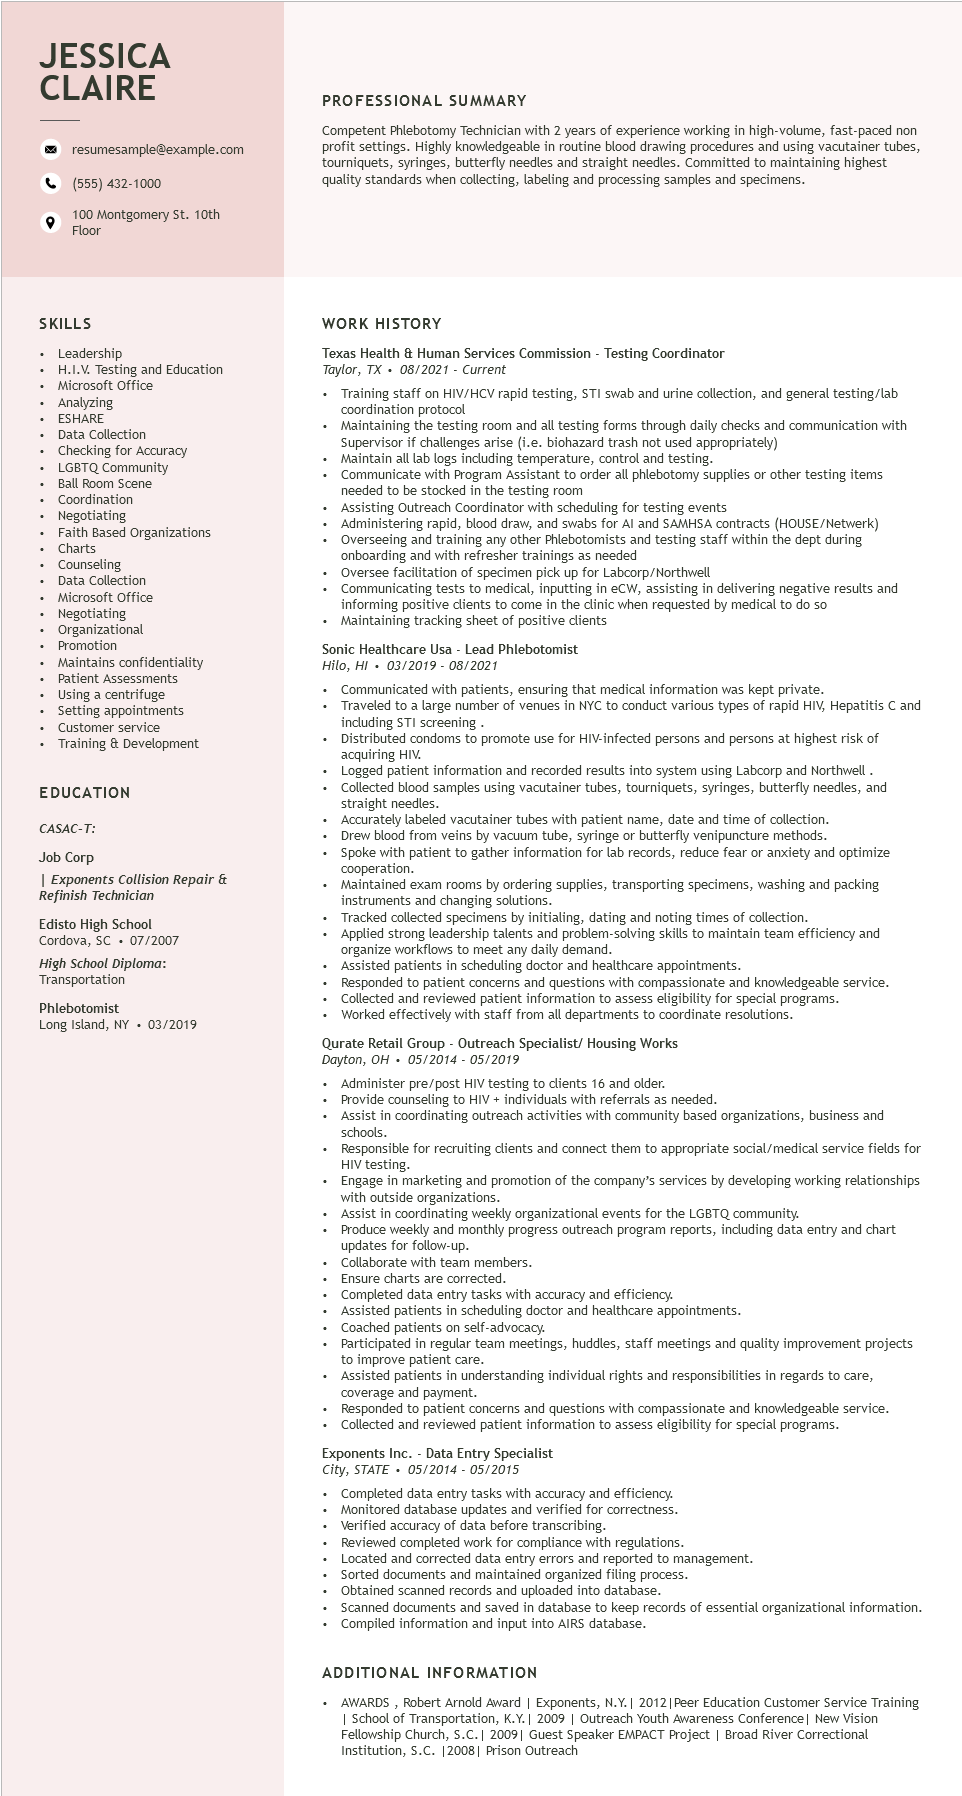 JESSICA
CLAIRE
resumesample@example.com
(555) 432-1000
100 Montgomery St. 10th
Floor
PROFESSIONAL SUMMARY
Competent Phlebotomy Technician with 2 years of experience working in high-volume, fast-paced non
profit settings. Highly knowledgeable in routine blood drawing procedures and using vacutainer tubes,
tourniquets, syringes, butterfly needles and straight needles. Committed to maintaining highest
quality standards when collecting, labeling and processing samples and specimens.
SKILLS
• Leadership
• H.I.V. Testing and Education
• Microsoft Office
• Analyzing
• ESHARE
• Data Collection
• Checking for Accuracy
• LGBTQ Community
• Ball Room Scene
• Coordination
• Negotiating
• Faith Based Organizations
• Charts
• Counseling
• Data Collection
• Microsoft Office
• Negotiating
• Organizational
• Promotion
• Maintains confidentiality
• Patient Assessments
• Using a centrifuge
• Setting appointments
• Customer service
• Training & Development
EDUCATION
CASAC-T:
Job Corp
| Exponents Collision Repair &
Refinish Technician
Edisto High School
Cordova, SC • 07/2007
High School Diploma:
Transportation
Phlebotomist
Long Island, NY • 03/2019
WORK HISTORY
Texas Health & Human Services Commission - Testing Coordinator
Taylor, TX • 08/2021 - Current
• Training staff on HIV/HCV rapid testing, STI swab and urine collection, and general testing/lab
coordination protocol
• Maintaining the testing room and all testing forms through daily checks and communication with
Supervisor if challenges arise (i.e. biohazard trash not used appropriately)
• Maintain all lab logs including temperature, control and testing.
• Communicate with Program Assistant to order all phlebotomy supplies or other testing items
needed to be stocked in the testing room
• Assisting Outreach Coordinator with scheduling for testing events
• Administering rapid, blood draw, and swabs for AI and SAMHSA contracts (HOUSE/Netwerk)
• Overseeing and training any other Phlebotomists and testing staff within the dept during
onboarding and with refresher trainings as needed
• Oversee facilitation of specimen pick up for Labcorp/Northwell
• Communicating tests to medical, inputting in eCW, assisting in delivering negative results and
informing positive clients to come in the clinic when requested by medical to do so
• Maintaining tracking sheet of positive clients
Sonic Healthcare Usa - Lead Phlebotomist
Hilo, HI • 03/2019 - 08/2021
• Communicated with patients, ensuring that medical information was kept private.
• Traveled to a large number of venues in NYC to conduct various types of rapid HIV, Hepatitis C and
including STI screening .
• Distributed condoms to promote use for HIV-infected persons and persons at highest risk of
acquiring HIV.
• Logged patient information and recorded results into system using Labcorp and Northwell .
• Collected blood samples using vacutainer tubes, tourniquets, syringes, butterfly needles, and
straight needles.
• Accurately labeled vacutainer tubes with patient name, date and time of collection.
• Drew blood from veins by vacuum tube, syringe or butterfly venipuncture methods.
• Spoke with patient to gather information for lab records, reduce fear or anxiety and optimize
cooperation.
• Maintained exam rooms by ordering supplies, transporting specimens, washing and packing
instruments and changing solutions.
• Tracked collected specimens by initialing, dating and noting times of collection.
• Applied strong leadership talents and problem-solving skills to maintain team efficiency and
organize workflows to meet any daily demand.
• Assisted patients in scheduling doctor and healthcare appointments.
• Responded to patient concerns and questions with compassionate and knowledgeable service.
• Collected and reviewed patient information to assess eligibility for special programs.
• Worked effectively with staff from all departments to coordinate resolutions.
Qurate Retail Group - Outreach Specialist/ Housing Works
Dayton, OH • 05/2014 - 05/2019
• Administer pre/post HIV testing to clients 16 and older.
• Provide counseling to HIV + individuals with referrals as needed.
• Assist in coordinating outreach activities with community based organizations, business and
schools.
• Responsible for recruiting clients and connect them to appropriate social/medical service fields for
HIV testing.
• Engage in marketing and promotion of the company's services by developing working relationships
with outside organizations.
• Assist in coordinating weekly organizational events for the LGBTQ community.
• Produce weekly and monthly progress outreach program reports, including data entry and chart
updates for follow-up.
• Collaborate with team members.
• Ensure charts are corrected.
• Completed data entry tasks with accuracy and efficiency.
• Assisted patients in scheduling doctor and healthcare appointments.
• Coached patients on self-advocacy.
• Participated in regular team meetings, huddles, staff meetings and quality improvement projects
to improve patient care.
• Assisted patients in understanding individual rights and responsibilities in regards to care,
coverage and payment.
• Responded to patient concerns and questions with compassionate and knowledgeable service.
• Collected and reviewed patient information to assess eligibility for special programs.
Exponents Inc. - Data Entry Specialist
City, STATE • 05/2014 - 05/2015
• Completed data entry tasks with accuracy and efficiency.
• Monitored database updates and verified for correctness.
• Verified accuracy of data before transcribing.
• Reviewed completed work for compliance with regulations.
• Located and corrected data entry errors and reported to management.
• Sorted documents and maintained organized filing process.
• Obtained scanned records and uploaded into database.
• Scanned documents and saved in database to keep records of essential organizational information.
• Compiled information and input into AIRS database.
ADDITIONAL INFORMATION
• AWARDS , Robert Arnold Award | Exponents, N.Y.| 2012|Peer Education Customer Service Training
| School of Transportation, K.Y.| 2009 | Outreach Youth Awareness Conference| New Vision
Fellowship Church, S.C.| 2009| Guest Speaker EMPACT Project | Broad River Correctional
Institution, S.C. |2008| Prison Outreach